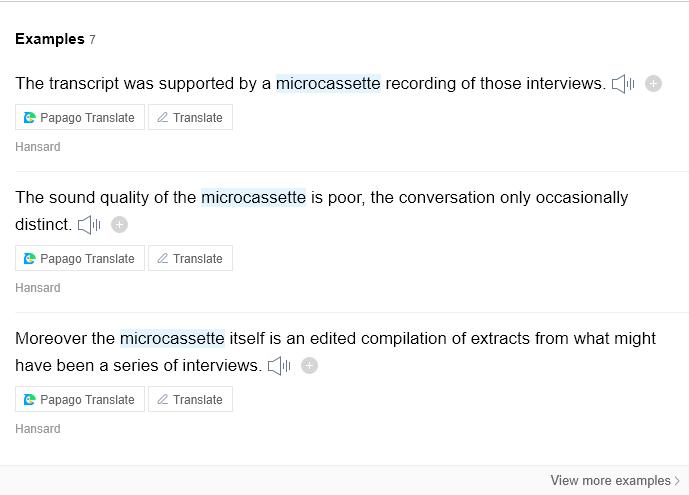 Examples 7
The transcript was supported by a microcassette recording of those interviews.
Papago Translate Translate
Hansard
The sound quality of the microcassette is poor, the conversation only occasionally
distinct.
Papago Translate Translate
Hansard
Moreover the microcassette itself is an edited compilation of extracts from what might
have been a series of interviews.
Papago Translate Translate
Hansard
View more examples >